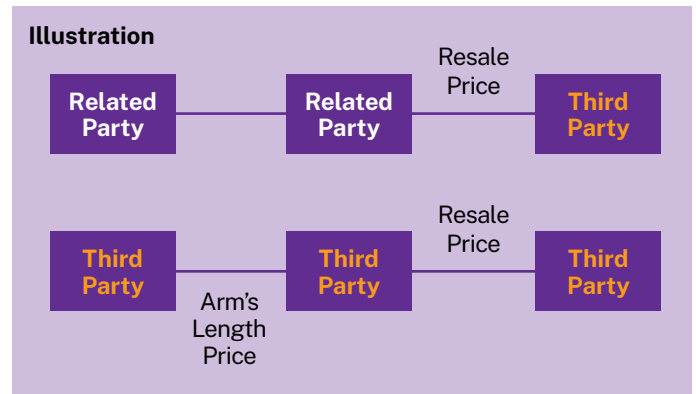 Illustration
Related
Party
Related
Party
Resale
Price
Third
Party
Third
Party
Arm’s
Length
Price
Third
Party
Resale
Price
Third
Party